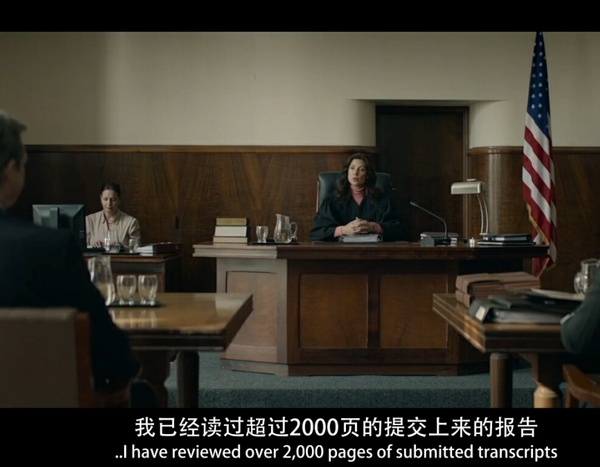 我已经读过超过2000页的提交上来的报告
..I have reviewed over 2,000 pages of submitted transcripts